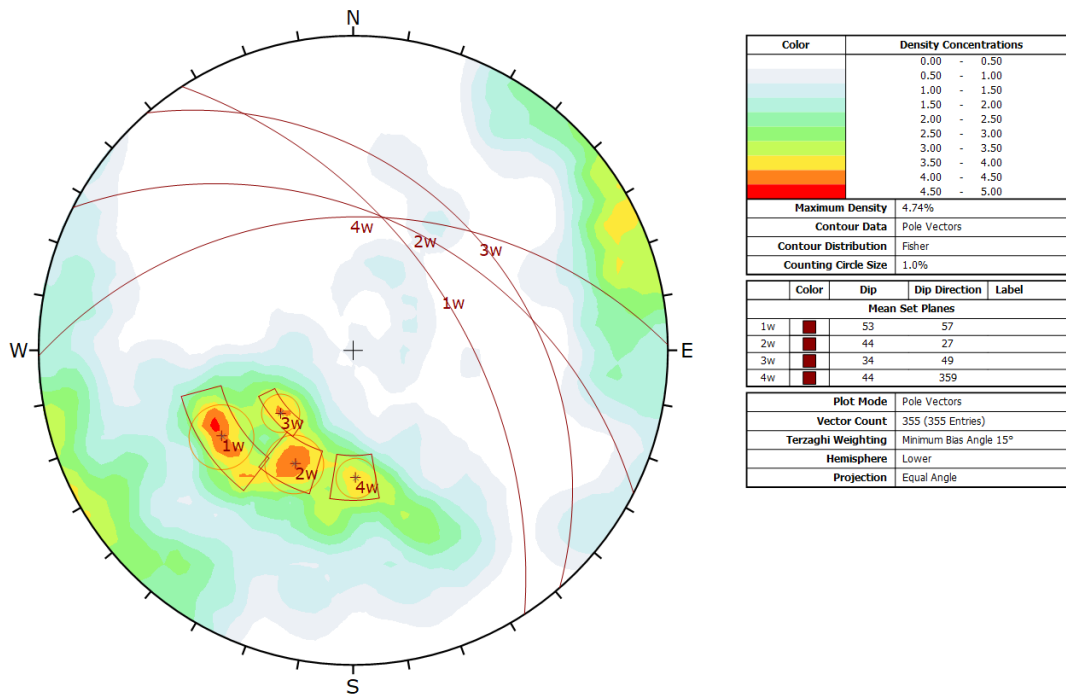 N
Color Density Concentrations
0.00 - 0.50
0.50 - 1.00
1.00 - 1.50
1.50 - 2.00
2.00 - 2.50
2.50 - 3.00
3.00 - 3.50
3.50 - 4.00
4.00 - 4.50
4.50 - 5.00
Maximum Density 4.74%
Contour Data Pole Vectors
Contour Distribution Fisher
Counting Circle Size 1.0%
Color Dip Dip Direction Label
Mean Set Planes
1w 53 57
2w 44 27
3w 34 49
4w 44 359
Plot Mode Pole Vectors
Vector Count 355 (355 Entries)
Terzaghi Weighting Minimum Bias Angle 15°
Hemisphere Lower
Projection Equal Angle
4w
2w
3w
1w
W
E
3w
1w
2w
4w
S